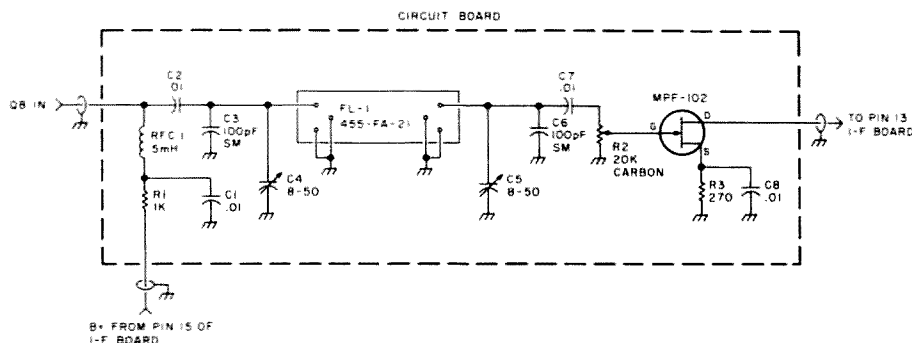 CIRCUIT BOARD
Q8 IN
C2
.01
C3
100pF
SM
C4
8-50
FL-1
455-FA-21
C7
.01
C6
100pF
SM
C5
8-50
R2
20K
CARBON
MPF-102
G
D
S
TO PIN 13
I-F BOARD
RFC 1
5mH
R1
1K
C1
.01
R3
270
C8
.01
B+ FROM PIN 15 OF
I-F BOARD